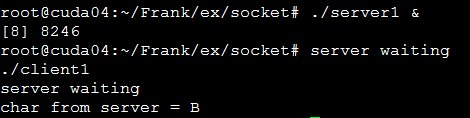 root@cuda04:~/Frank/ex/socket# ./server1 &
[8] 8246
root@cuda04:~/Frank/ex/socket# server waiting
./client1
server waiting
char from server = B